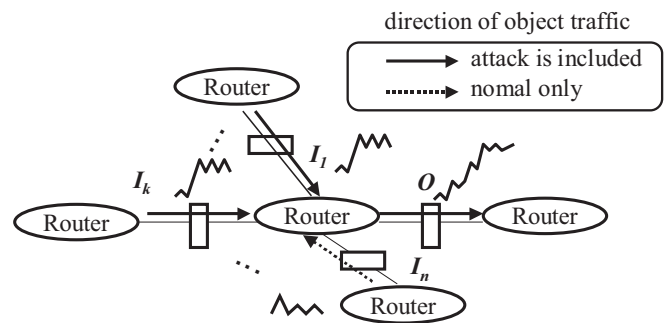 direction of object traffic
attack is included
nomal only
Router
I1
Ik
O
Router
Router
Router
In
Router